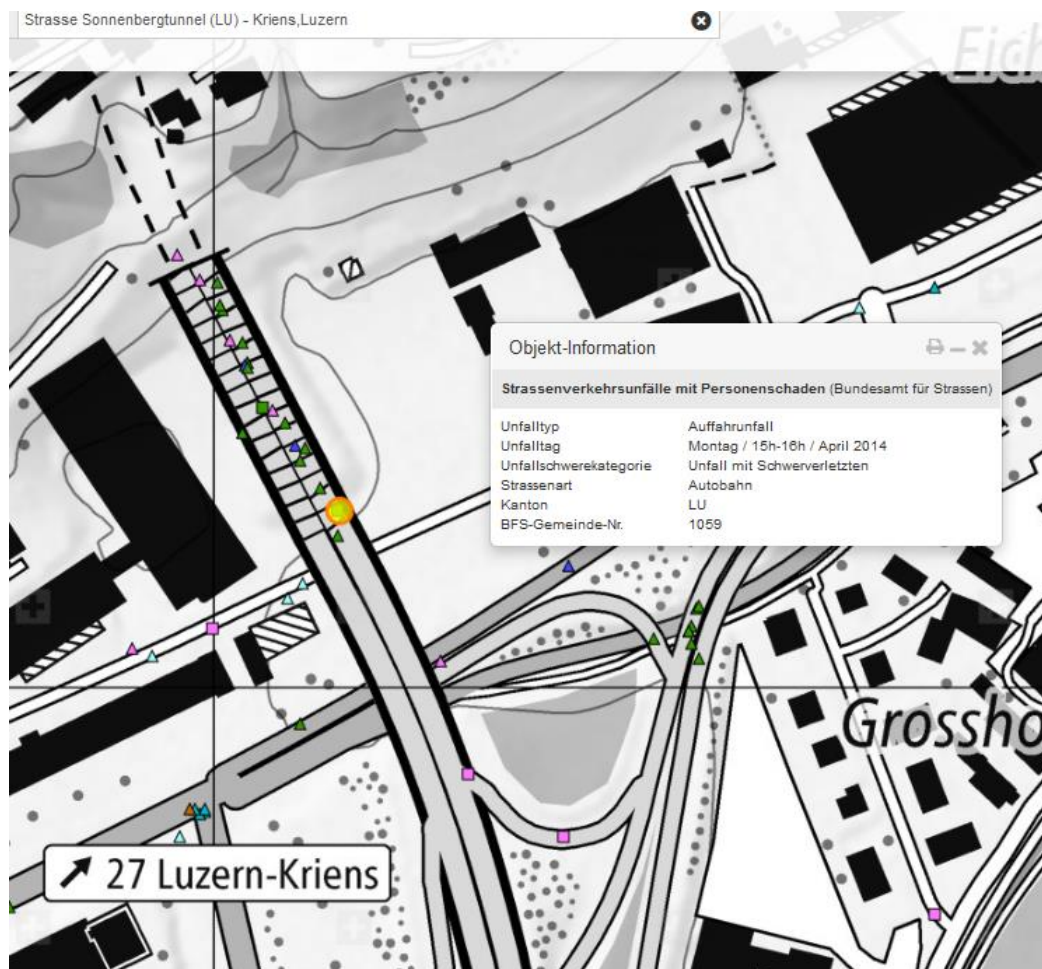 Strasse Sonnenbergtunnel (LU) - Kriens,Luzern
Eich
Objekt-Information
Strassenverkehrsunfälle mit Personenschaden (Bundesamt für Strassen)
Unfalltyp Auffahrunfall
Unfalltag Montag / 15h-16h / April 2014
Unfallschwerekategorie Unfall mit Schwerverletzten
Strassenart Autobahn
Kanton LU
BFS-Gemeinde-Nr. 1059
Grossho
27 Luzern-Kriens